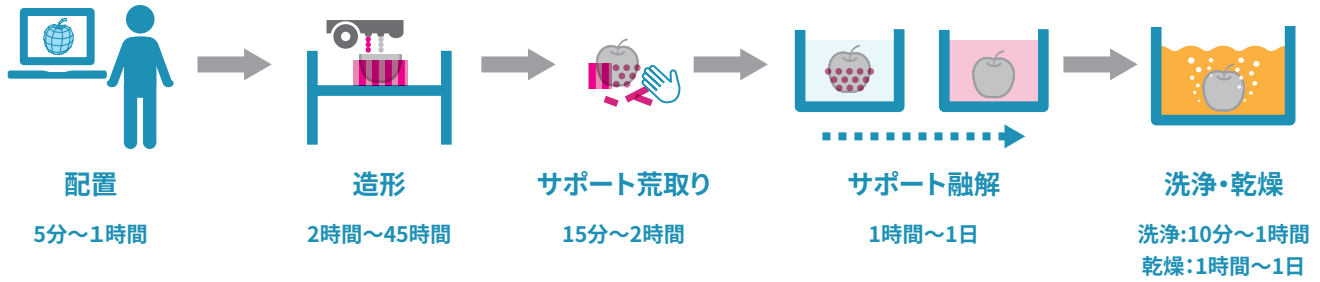 配置
5分〜1時間
造形
2時間〜45時間
サポート荒取り
15分〜2時間
サポート融解
1時間〜1日
洗浄・乾燥
洗浄:10分〜1時間
乾燥：1時間〜1日